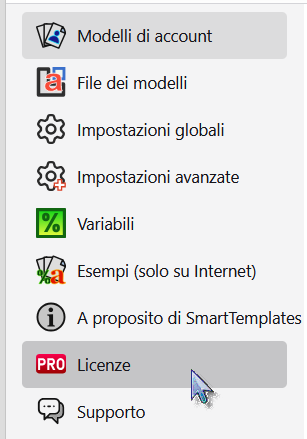 Modelli di account
a File dei modelli
Impostazioni globali
Impostazioni avanzate
% Variabili
%a Esempi (solo su Internet)
i A proposito di SmartTemplates
PRO Licenze
Supporto